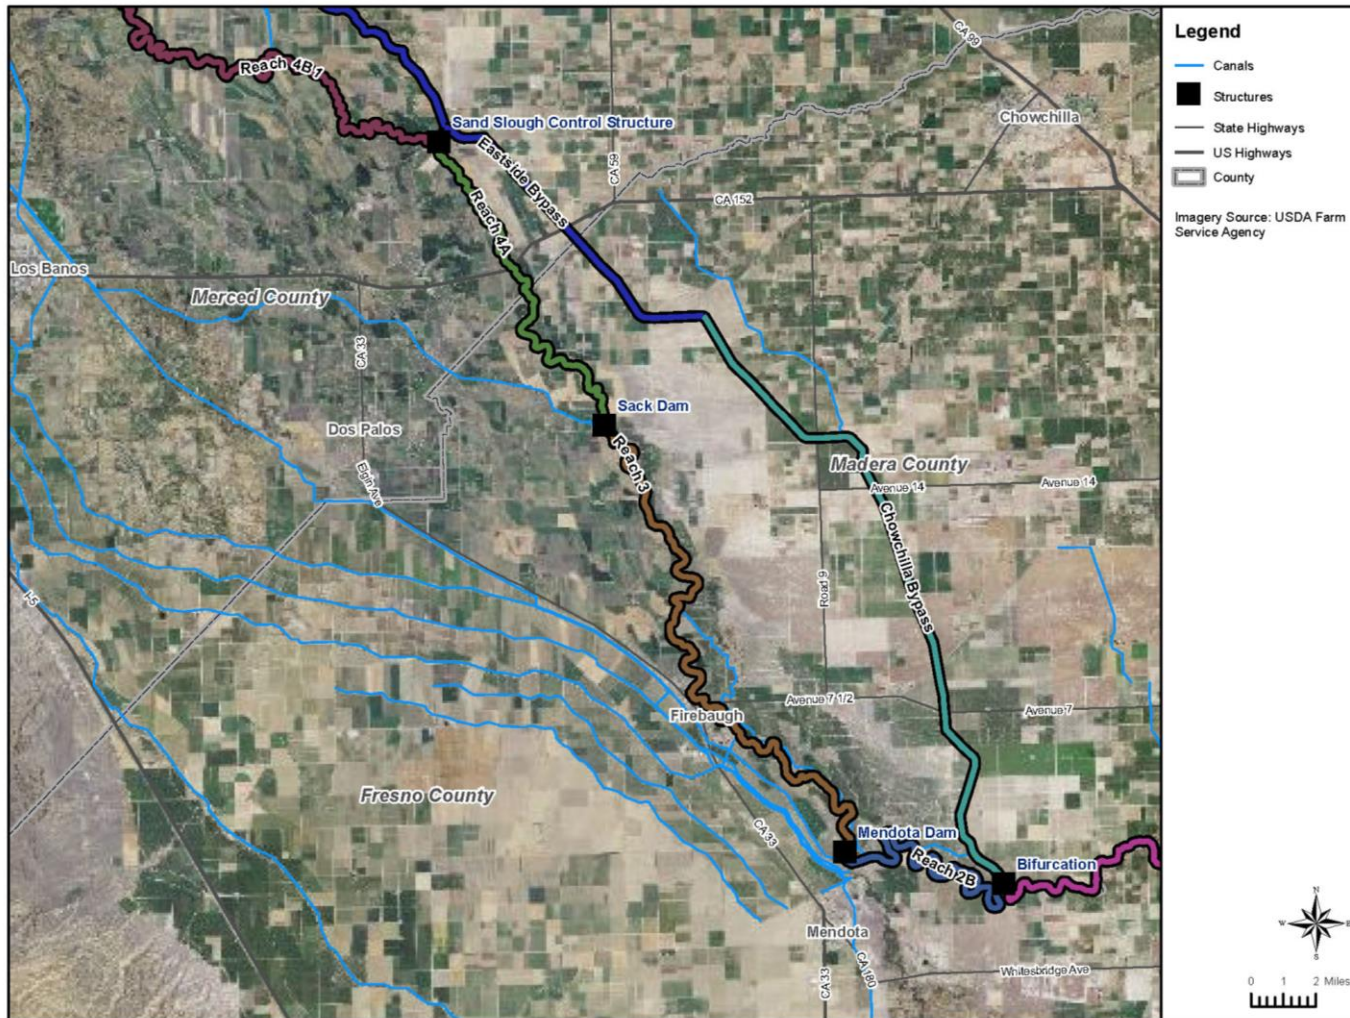 CA 99
Legend
Canals
Reach 4B1
Structures
Chowchilla
Sand Slough Control Structure
State Highways
US Highways
Eastside Bypass
CA 59
County
CA 152
Reach 4A
Imagery Source: USDA Farm
Service Agency
Los Banos
Merced County
CA 33
Sack Dam
Dos Palos
Reach 3
Madera County
Elgin Ave
Avenue 14
Avenue 14
Chowchilla Bypass
I-5
Road 9
Avenue 7 1/2
Avenue 7
Firebaugh
Fresno County
CA 33
Mendota Dam
Reach 2B
Bifurcation
Mendota
N
W
E
S
CA 33
CA 180
Whitesbridge Ave
0 1 2 Miles